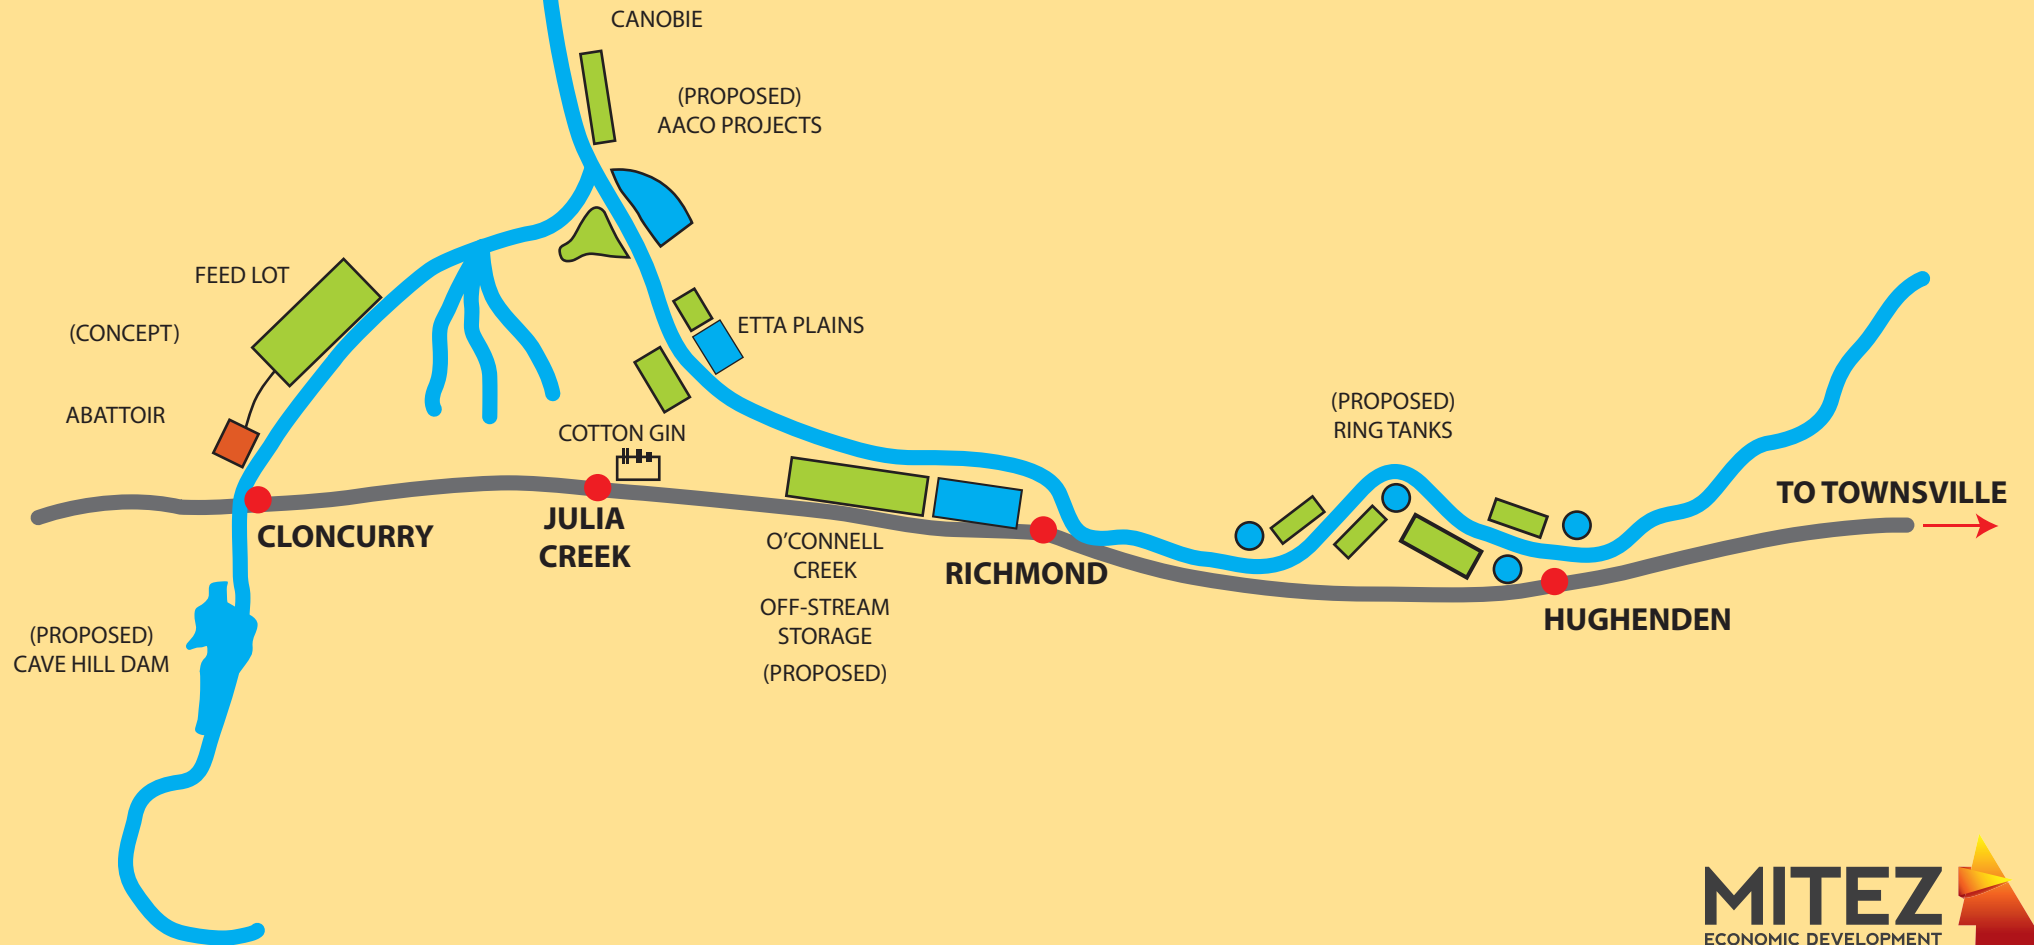 CANOBIE
(PROPOSED)
AACO PROJECTS
FEED LOT
(CONCEPT)
ABATTOIR
ETTA PLAINS
COTTON GIN
(PROPOSED)
RING TANKS
TO TOWNSVILLE
CLONCURRY
JULIA
CREEK
O'CONNELL
CREEK
OFF-STREAM
STORAGE
(PROPOSED)
RICHMOND
HUGHENDEN
(PROPOSED)
CAVE HILL DAM
MITEZ
ECONOMIC DEVELOPMENT